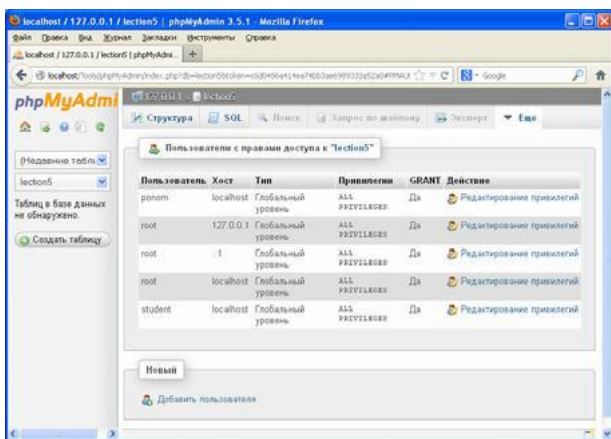 localhost / 127.0.0.1 / lection5 | phpMyAdmin 3.5.1 - Mozilla Firefox
Файл Правка Вид Журнал Закладки Инструменты Справка
localhost / 127.0.0.1 / lection5 | phpMyAdmi...
Google
phpMyAdmi
127.0.0.1 » lection5
Структура SQL Поиск Запрос по шаблону Экспорт Еще
(Недавние табли
lection5
Таблиц в базе данных
не обнаружено.
Создать таблицу
Пользователи с правами доступа к "lection5"
Пользователь Хост Тип Привилегии GRANT Действие
ponom localhost Глобальный уровень ALL PRIVILEGES Да Редактирование привилегий
root 127.0.0.1 Глобальный уровень ALL PRIVILEGES Да Редактирование привилегий
root ::1 Глобальный уровень ALL PRIVILEGES Да Редактирование привилегий
root localhost Глобальный уровень ALL PRIVILEGES Да Редактирование привилегий
student localhost Глобальный уровень ALL PRIVILEGES Да Редактирование привилегий
Новый
Добавить пользователя